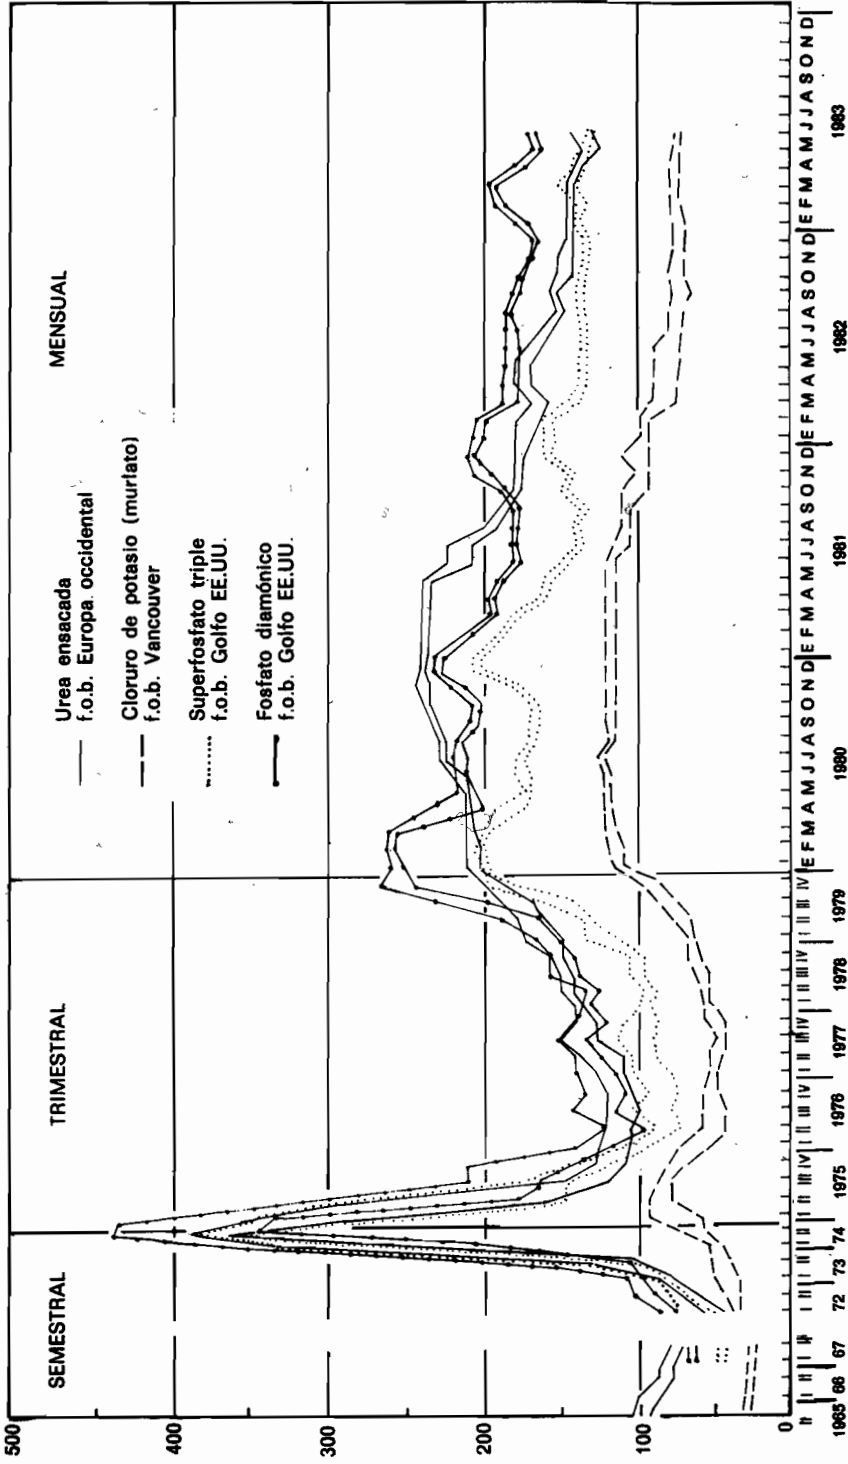 SEMESTRAL
TRIMESTRAL
MENSUAL
Urea ensacada
f.o.b. Europa occidental
Cloruro de potasio (muriato)
f.o.b. Vancouver
Superfosfato triple
f.o.b. Golfo EE.UU.
Fosfato diamónico
f.o.b. Golfo EE.UU.
500
400
300
200
100
0
E F M A M J J A S O N D E F M A M J J A S O N D E F M A M J J A S O N D E F M A M J J A S O N D
1965 66 67 72 73 74 1975 1976 1977 1978 1979 1980 1981 1982 1983